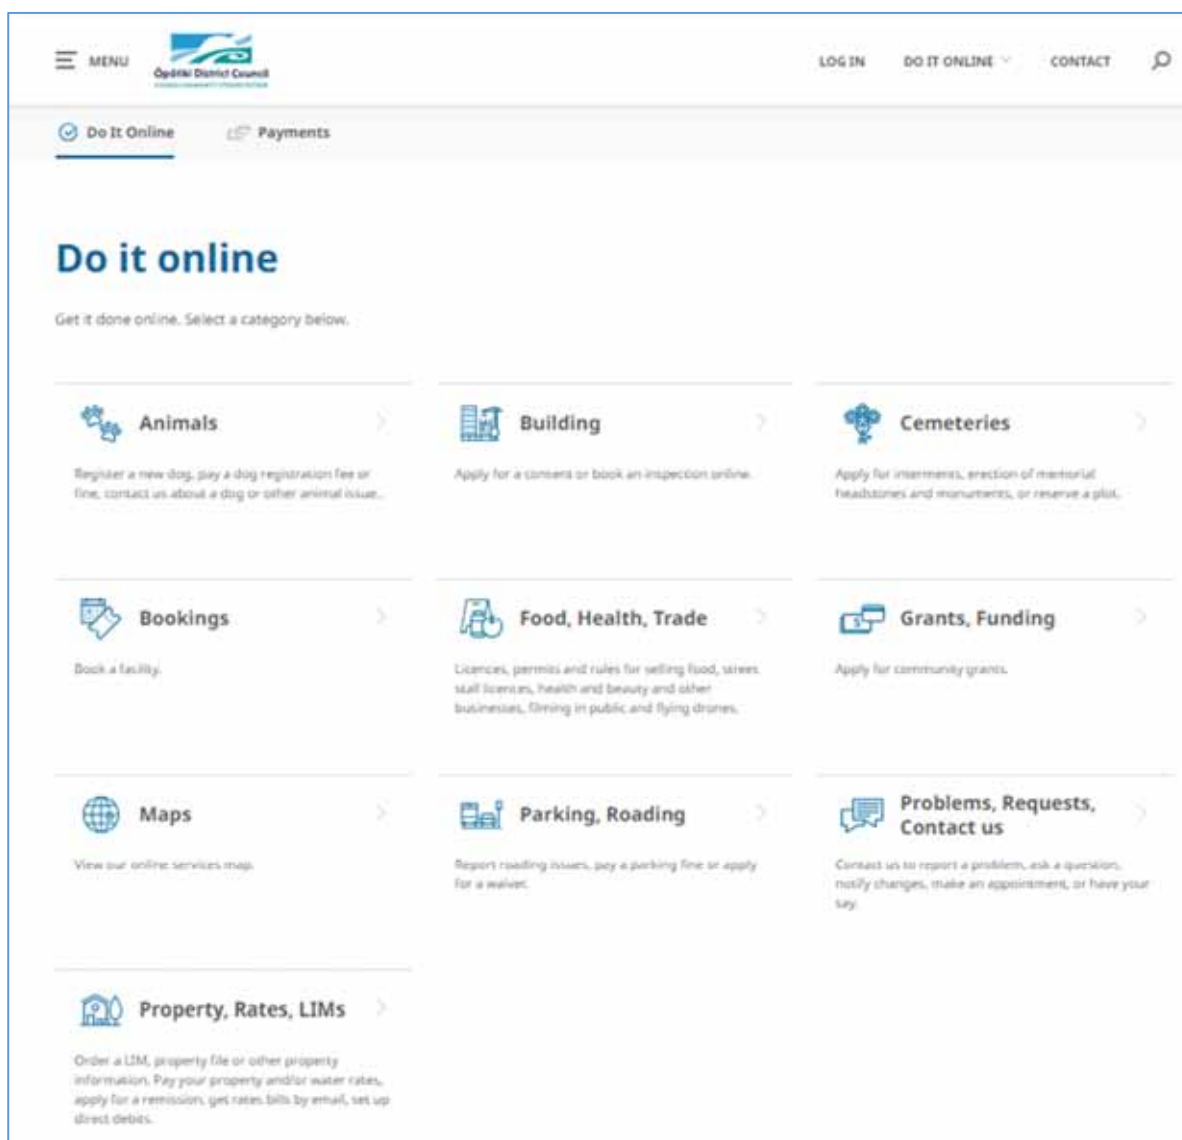 MENU
Ōpōtiki District Council
LOG IN
DO IT ONLINE
CONTACT
Do It Online
Payments
Do it online
Get it done online. Select a category below.
Animals
Register a new dog, pay a dog registration fee or
fine, contact us about a dog or other animal issue.
Building
Apply for a consent or book an inspection online.
Cemeteries
Apply for interments, erection of memorial
headstones and monuments, or reserve a plot.
Bookings
Book a facility.
Food, Health, Trade
Licences, permits and rules for selling food, street
stall licences, health and beauty and other
businesses, filming in public and flying drones.
Grants, Funding
Apply for community grants.
Maps
View our online services map.
Parking, Roading
Report roading issues, pay a parking fine or apply
for a waiver.
Problems, Requests,
Contact us
Contact us to report a problem, ask a question,
notify changes, make an appointment, or have your
say.
Property, Rates, LIMs
Order a LIM, property file or other property
information. Pay your property and/or water rates,
apply for a remission, get rates bills by email, set up
direct debits.